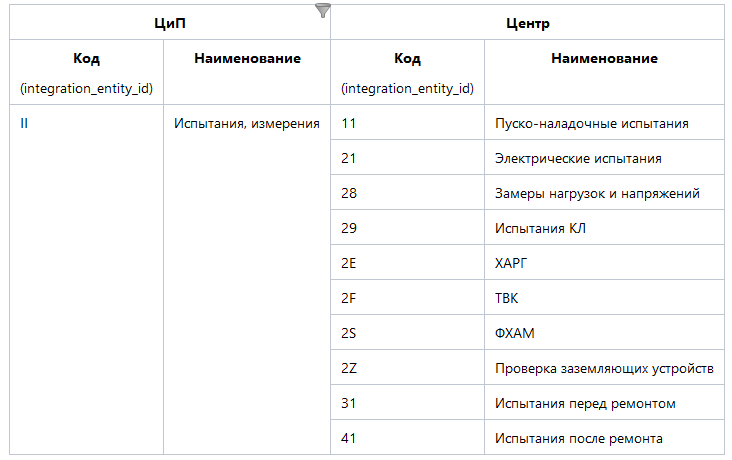 ЦиП Центр
Код Наименование Код Наименование
(integration_entity_id) (integration_entity_id)
II Испытания, измерения 11 Пуско-наладочные испытания
21 Электрические испытания
28 Замеры нагрузок и напряжений
29 Испытания КЛ
2E ХАРГ
2F ТВК
2S ФХАМ
2Z Проверка заземляющих устройств
31 Испытания перед ремонтом
41 Испытания после ремонта